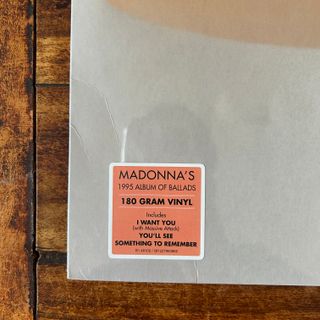 MADONNA'S
1995 ALBUM OF BALLADS
180 GRAM VINYL
Includes
I WANT YOU
(with Massive Attack)
YOU'LL SEE
SOMETHING TO REMEMBER